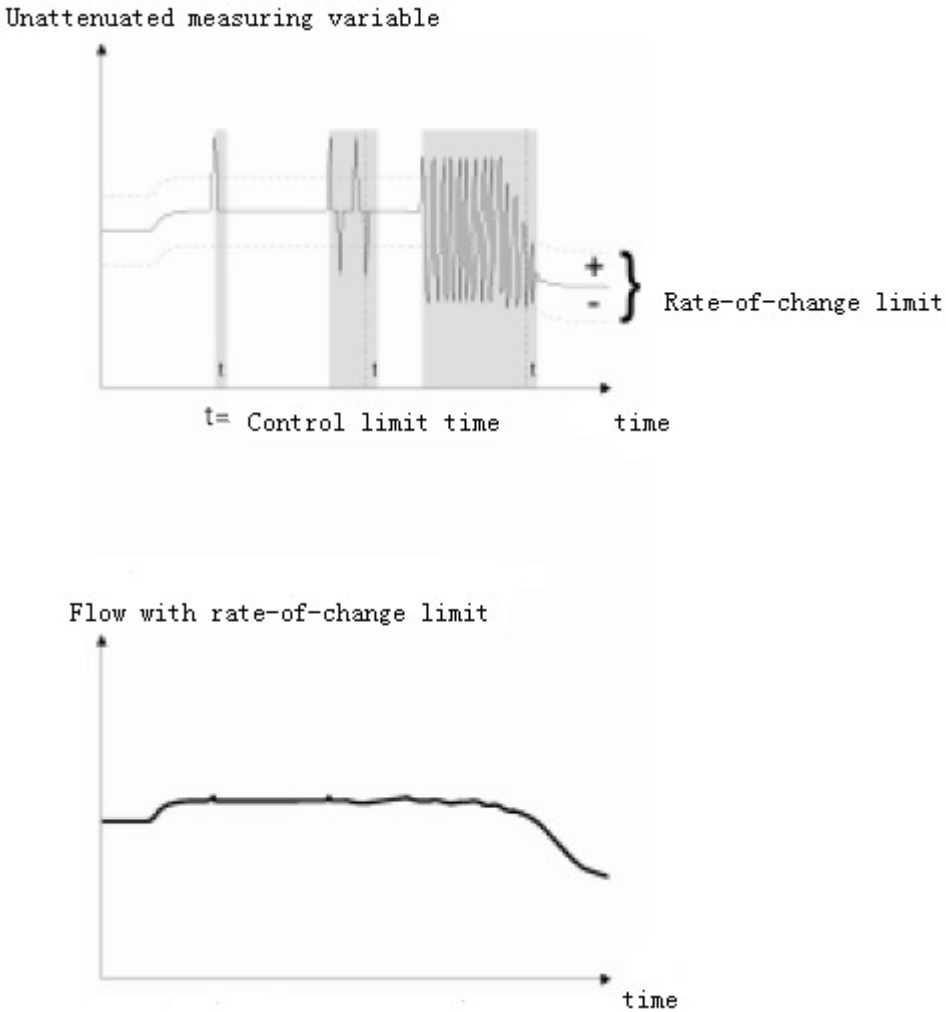 Unattenuated measuring variable
+
-
Rate-of-change limit
t
t
t
t= Control limit time
time
Flow with rate-of-change limit
time